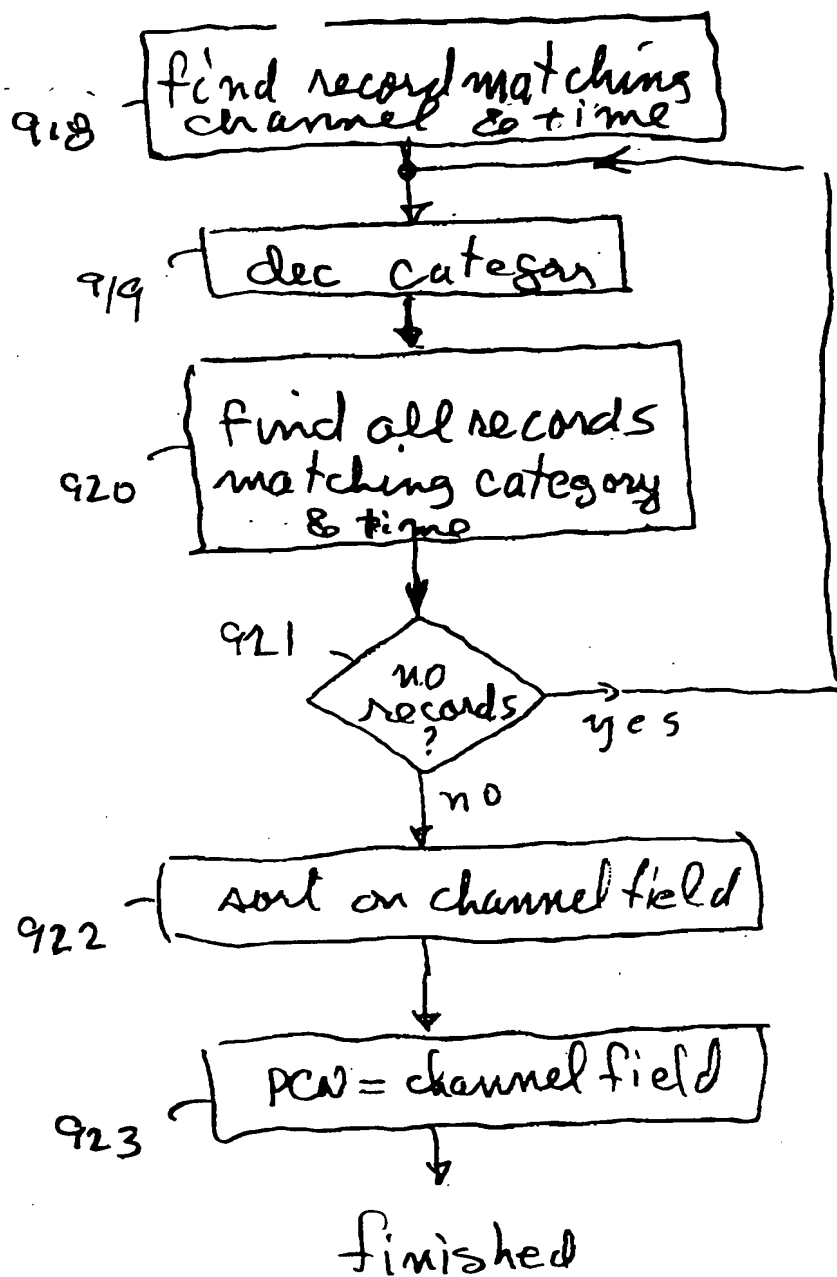 find record matching
channel & time
918
dec categor
919
find all records
matching category
& time
920
921
no
records
?
yes
no
sort on channel field
922
PCN = channel field
923
finished